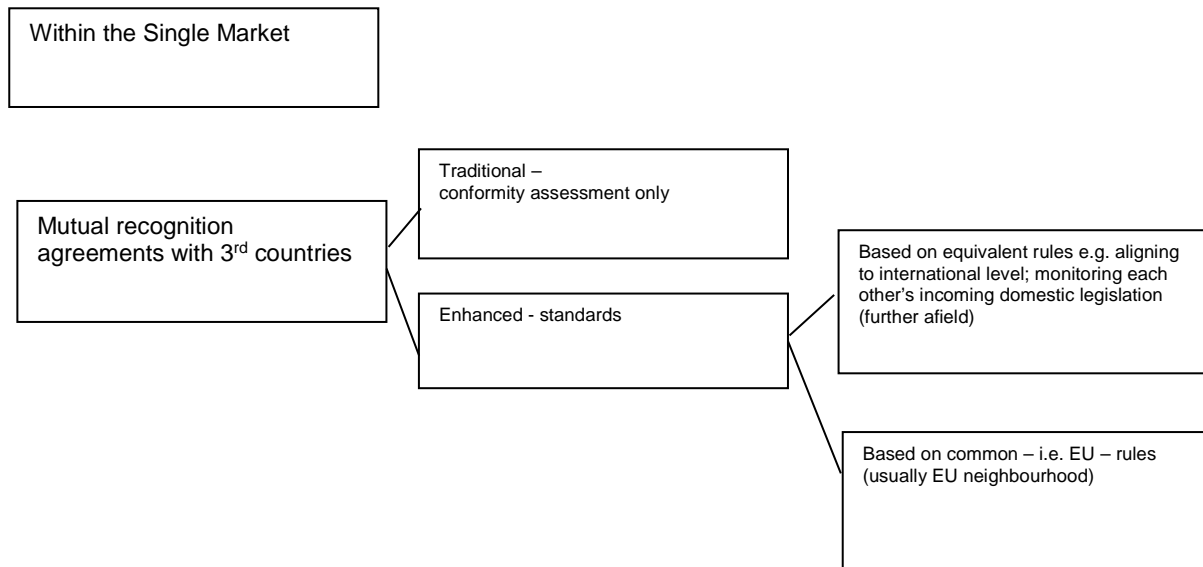 Within the Single Market
Traditional –
conformity assessment only
Mutual recognition
agreements with 3rd countries
Based on equivalent rules e.g. aligning
to international level; monitoring each
other’s incoming domestic legislation
(further afield)
Enhanced - standards
Based on common – i.e. EU – rules
(usually EU neighbourhood)